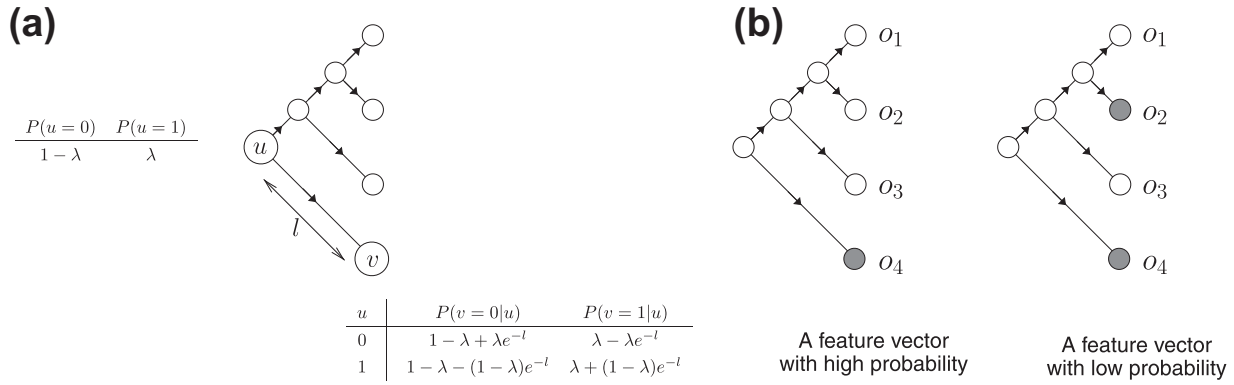 (a)
P(u = 0) P(u = 1)
1 − λ λ
u
l
v
u P(v = 0|u) P(v = 1|u)
0 1 − λ + λe^{−l} λ − λe^{−l}
1 1 − λ − (1 − λ)e^{−l} λ + (1 − λ)e^{−l}
(b)
o₁
o₂
o₃
o₄
A feature vector
with high probability
o₁
o₂
o₃
o₄
A feature vector
with low probability